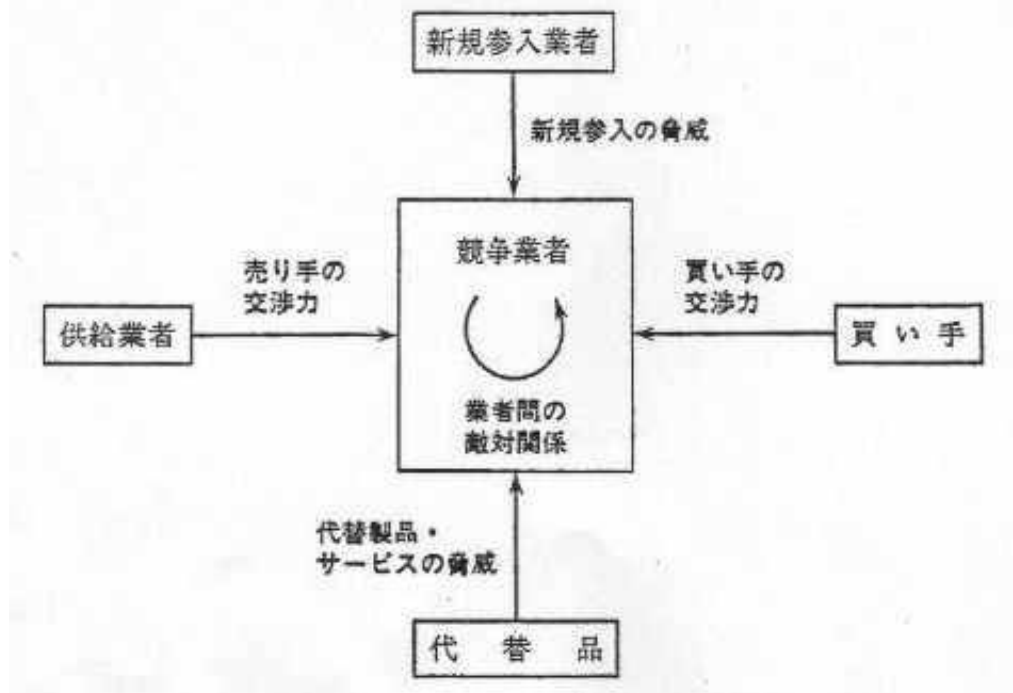 新規参入業者
新規参入の脅威
競争業者
売り手の
交渉力
買い手の
交渉力
供給業者
買い手
業者間の
敵対関係
代替製品・
サービスの脅威
代替品